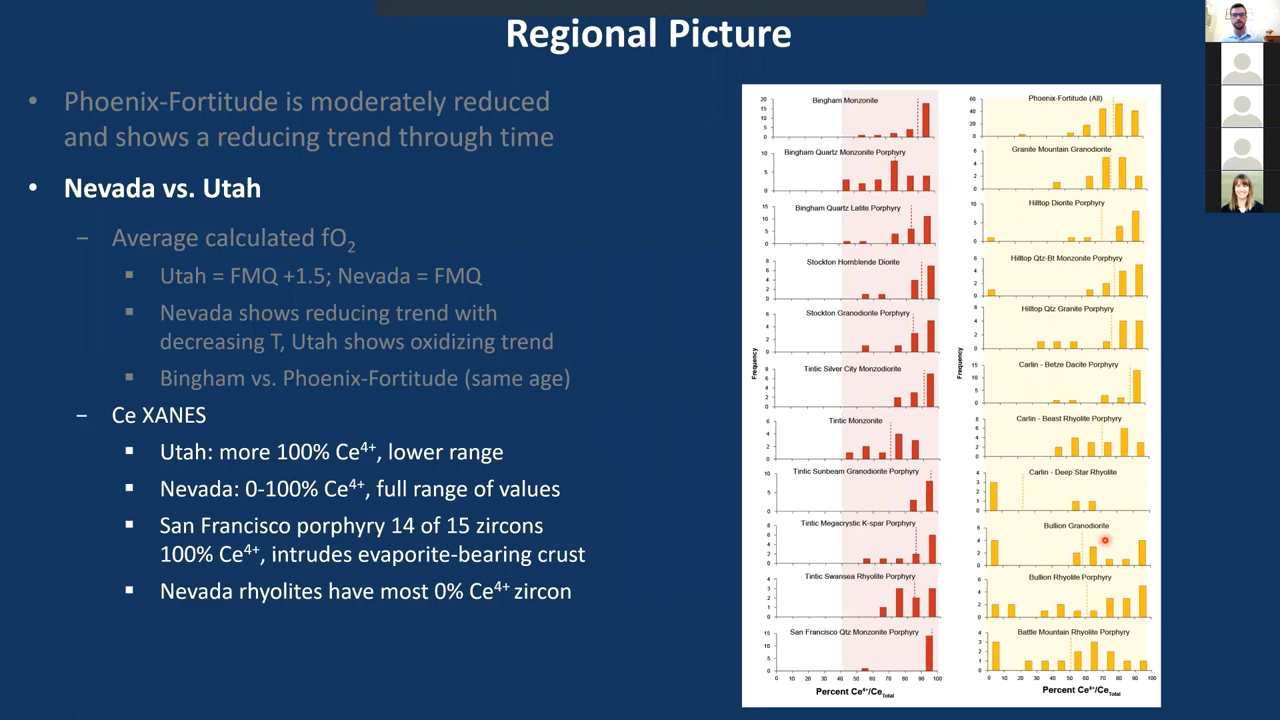 Regional Picture
• Phoenix-Fortitude is moderately reduced
and shows a reducing trend through time
• Nevada vs. Utah
– Average calculated fO2
▪ Utah = FMQ +1.5; Nevada = FMQ
▪ Nevada shows reducing trend with
decreasing T, Utah shows oxidizing trend
▪ Bingham vs. Phoenix-Fortitude (same age)
– Ce XANES
▪ Utah: more 100% Ce4+, lower range
▪ Nevada: 0-100% Ce4+, full range of values
▪ San Francisco porphyry 14 of 15 zircons
100% Ce4+, intrudes evaporite-bearing crust
▪ Nevada rhyolites have most 0% Ce4+ zircon
Bingham Monzonite
Bingham Quartz Monzonite Porphyry
Bingham Quartz Latite Porphyry
Stockton Hornblende Diorite
Stockton Granodiorite Porphyry
Tintic Silver City Monzodiorite
Tintic Monzonite
Tintic Sunbeam Granodiorite Porphyry
Tintic Megacrystic K-spar Porphyry
Tintic Swansea Rhyolite Porphyry
San Francisco Qtz Monzonite Porphyry
Frequency
0 10 20 30 40 50 60 70 80 90 100
Percent Ce4+/CeTotal
Phoenix-Fortitude (All)
Granite Mountain Granodiorite
Hilltop Diorite Porphyry
Hilltop Qtz-Bt Monzonite Porphyry
Hilltop Qtz Granite Porphyry
Carlin - Betze Dacite Porphyry
Carlin - Beast Rhyolite Porphyry
Carlin - Deep Star Rhyolite
Bullion Granodiorite
Bullion Rhyolite Porphyry
Battle Mountain Rhyolite Porphyry
Frequency
0 10 20 30 40 50 60 70 80 90 100
Percent Ce4+/CeTotal